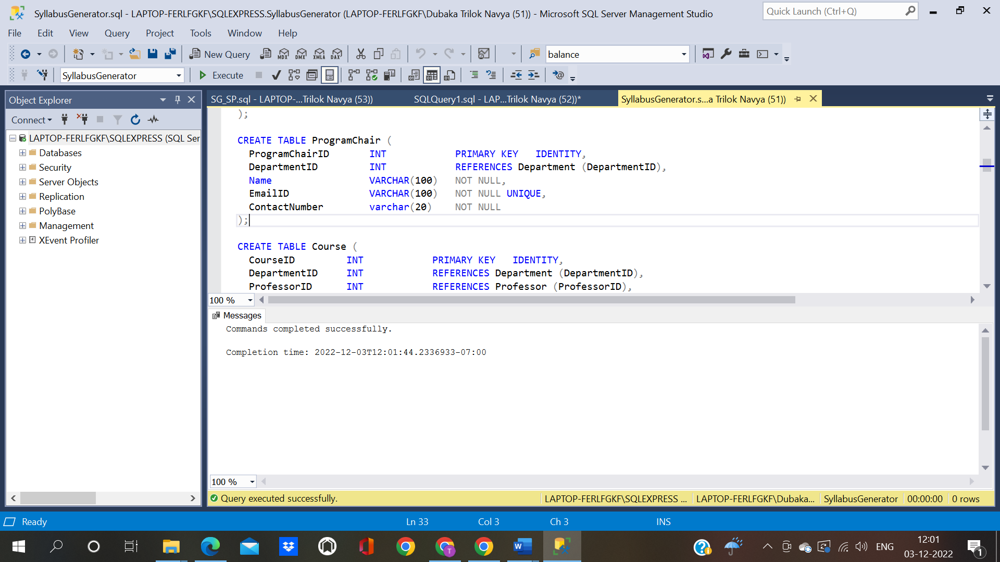 SyllabusGenerator.sql - LAPTOP-FERLFGKF\SQLEXPRESS.SyllabusGenerator (LAPTOP-FERLFGKF\Dubaka Trilok Navya (51)) - Microsoft SQL Server Management Studio
Quick Launch (Ctrl+Q)
File Edit View Query Project Tools Window Help
New Query MDX DMX XMLA DAX balance
SyllabusGenerator Execute
Object Explorer
SG_SP.sql - LAPTOP-...Trilok Navya (53)) SQLQuery1.sql - LAP...Trilok Navya (52))* SyllabusGenerator.s...a Trilok Navya (51))
Connect
LAPTOP-FERLFGKF\SQLEXPRESS (SQL Ser
Databases
Security
Server Objects
Replication
PolyBase
Management
XEvent Profiler
);
CREATE TABLE ProgramChair (
ProgramChairID INT PRIMARY KEY IDENTITY,
DepartmentID INT REFERENCES Department (DepartmentID),
Name VARCHAR(100) NOT NULL,
EmailID VARCHAR(100) NOT NULL UNIQUE,
ContactNumber varchar(20) NOT NULL
);
CREATE TABLE Course (
CourseID INT PRIMARY KEY IDENTITY,
DepartmentID INT REFERENCES Department (DepartmentID),
ProfessorID INT REFERENCES Professor (ProfessorID),
100 %
Messages
Commands completed successfully.
Completion time: 2022-12-03T12:01:44.2336933-07:00
100 %
Query executed successfully. LAPTOP-FERLFGKF\SQLEXPRESS ... LAPTOP-FERLFGKF\Dubaka... SyllabusGenerator 00:00:00 0 rows
Ready Ln 33 Col 3 Ch 3 INS
ENG
12:01
03-12-2022
1